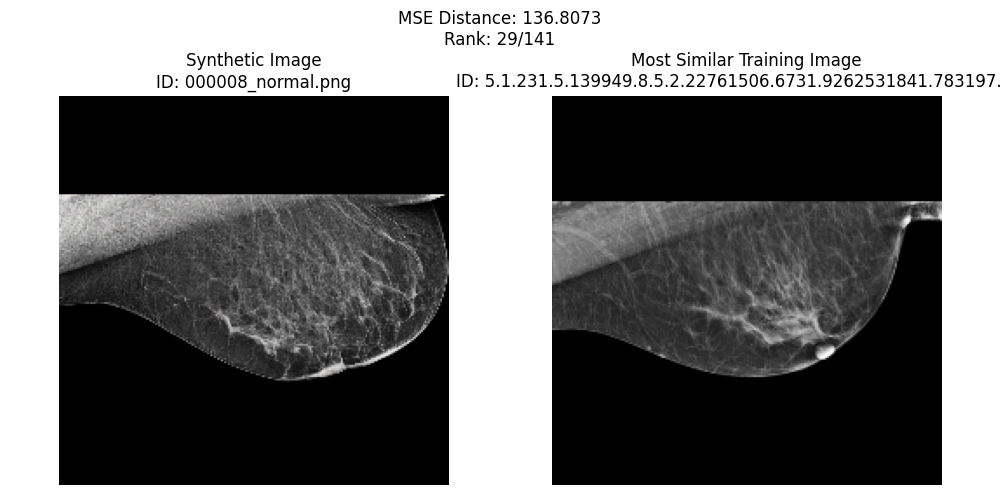 MSE Distance: 136.8073
Rank: 29/141
Synthetic Image
ID: 000008_normal.png
Most Similar Training Image
ID: 5.1.231.5.139949.8.5.2.22761506.6731.9262531841.783197.